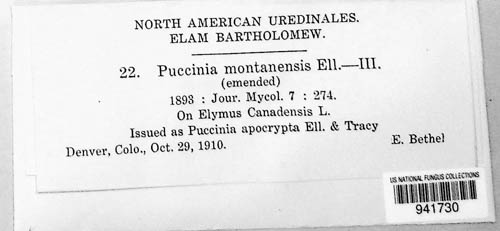 NORTH AMERICAN UREDINALES.
ELAM BARTHOLOMEW.
22. Puccinia montanensis Ell.—III.
(emended)
1893 : Jour. Mycol. 7 : 274.
On Elymus Canadensis L.
Issued as Puccinia apocrypta Ell. & Tracy
Denver, Colo., Oct. 29, 1910. E. Bethel
US NATIONAL FUNGUS COLLECTIONS
941730